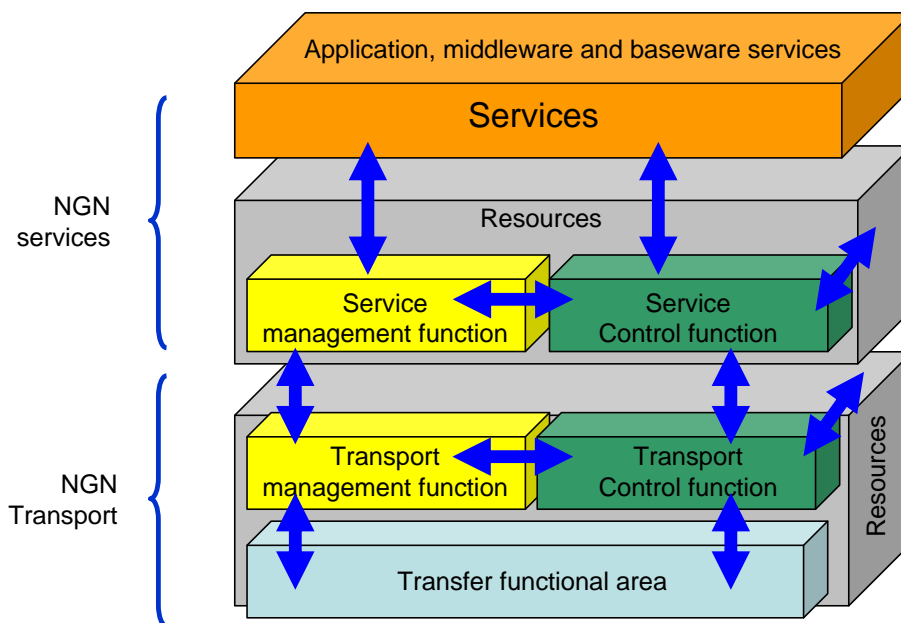 Application, middleware and baseware services
Services
NGN
services
Resources
Service
management function
Service
Control function
NGN
Transport
Transport
management function
Transport
Control function
Resources
Transfer functional area